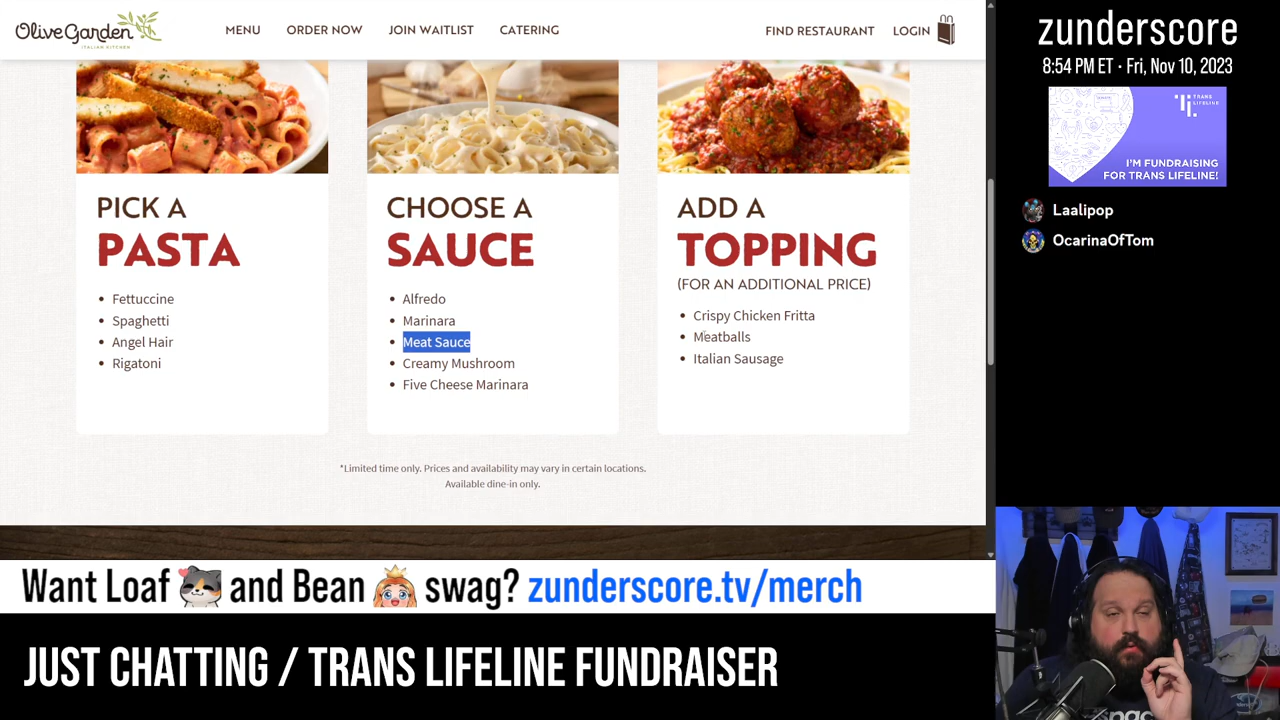 Olive Garden
ITALIAN KITCHEN
MENU
ORDER NOW
JOIN WAITLIST
CATERING
FIND RESTAURANT
LOGIN
PICK A
PASTA
• Fettuccine
• Spaghetti
• Angel Hair
• Rigatoni
CHOOSE A
SAUCE
• Alfredo
• Marinara
• Meat Sauce
• Creamy Mushroom
• Five Cheese Marinara
ADD A
TOPPING
(FOR AN ADDITIONAL PRICE)
• Crispy Chicken Fritta
• Meatballs
• Italian Sausage
*Limited time only. Prices and availability may vary in certain locations.
Available dine-in only.
zunderscore
8:54 PM ET · Fri, Nov 10, 2023
TRANS
LIFELINE
I'M FUNDRAISING
FOR TRANS LIFELINE!
Laalipop
OcarinaOfTom
Want Loaf and Bean swag? zunderscore.tv/merch
JUST CHATTING / TRANS LIFELINE FUNDRAISER